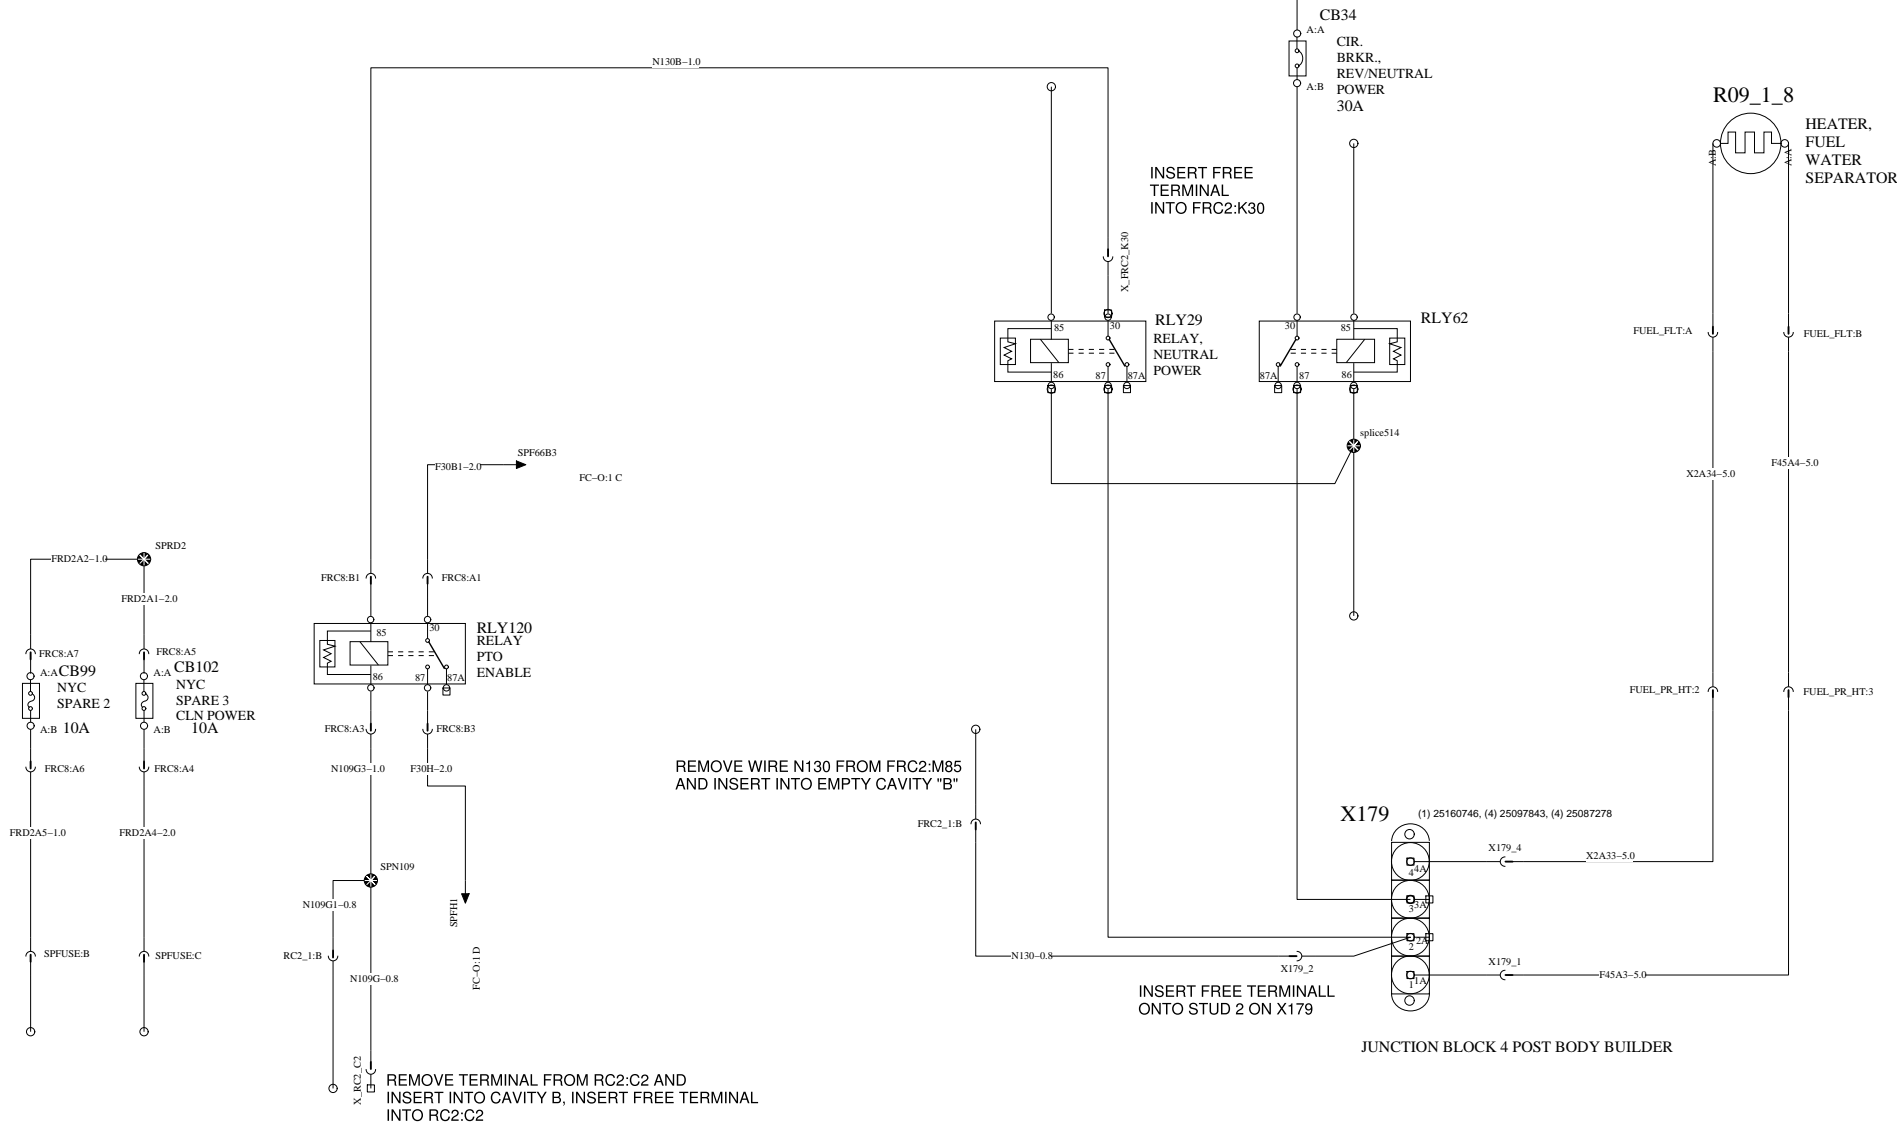 CB34
A:A
CIR.
BRKR.,
REV/NEUTRAL
POWER
30A
A:B
N130B−1.0
R09_1_8
HEATER,
FUEL
WATER
SEPARATOR
A:B
A:A
INSERT FREE
TERMINAL
INTO FRC2:K30
X_FRC2_K30
85
30
86
87
87A
RLY29
RELAY,
NEUTRAL
POWER
30
85
87A
87
86
RLY62
FUEL_FLT:A
FUEL_FLT:B
splice514
SPF66B3
F30B1−2.0
FC−O:1 C
X2A34−5.0
F45A4−5.0
SPRD2
FRD2A2−1.0
FRD2A1−2.0
FRC8:B1
FRC8:A1
85
30
86
87
87A
RLY120
RELAY
PTO
ENABLE
FRC8:A7
FRC8:A5
A:A
CB99
NYC
SPARE 2
A:B
10A
A:A
CB102
NYC
SPARE 3
CLN POWER
A:B
10A
FRC8:A6
FRC8:A4
FRC8:A3
FRC8:B3
N109G3−1.0
F30H−2.0
FUEL_PR_HT:2
FUEL_PR_HT:3
REMOVE WIRE N130 FROM FRC2:M85
AND INSERT INTO EMPTY CAVITY "B"
FRC2_1:B
FRD2A5−1.0
FRD2A4−2.0
X179
(1) 25160746, (4) 25097843, (4) 25087278
4
4A
3
3A
2
2A
1
1A
X179_4
X2A33−5.0
SPN109
N109G1−0.8
SPFH1
FC−O:1 D
SPFUSE:B
SPFUSE:C
RC2_1:B
N109G−0.8
N130−0.8
X179_2
X179_1
F45A3−5.0
INSERT FREE TERMINALL
ONTO STUD 2 ON X179
JUNCTION BLOCK 4 POST BODY BUILDER
X_RC2_C2
REMOVE TERMINAL FROM RC2:C2 AND
INSERT INTO CAVITY B, INSERT FREE TERMINAL
INTO RC2:C2